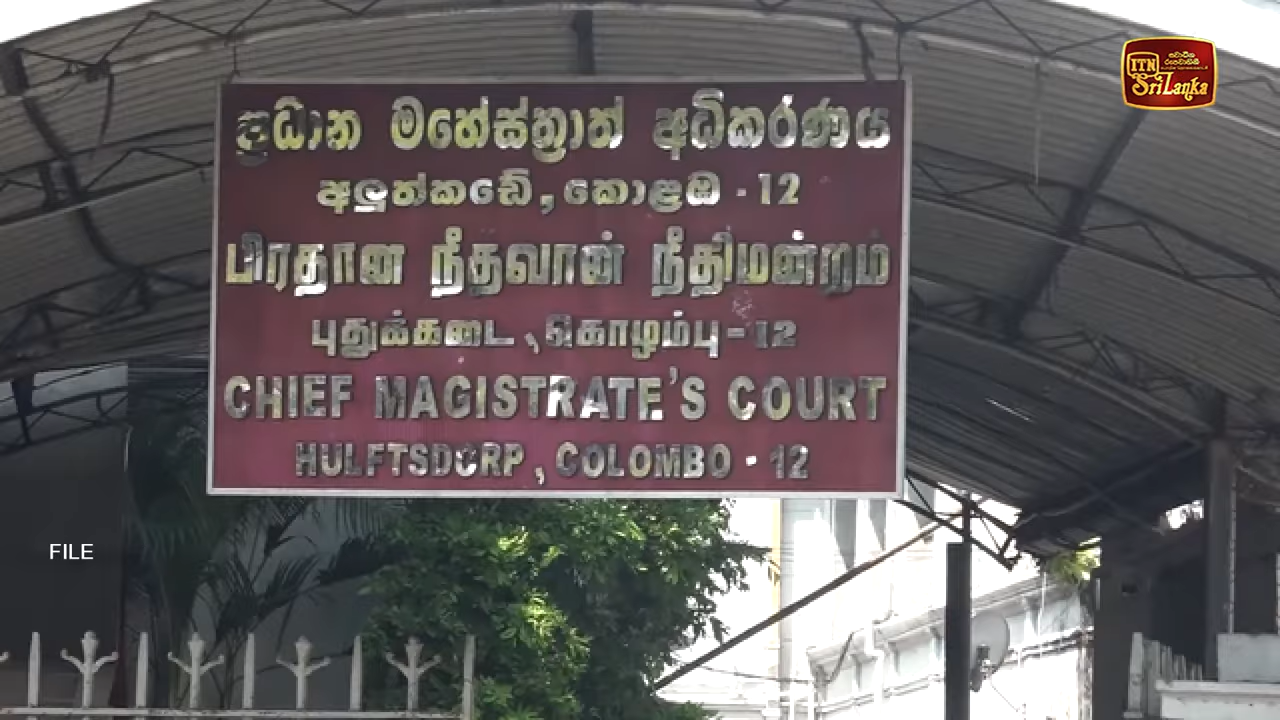 ප්‍රධාන මහේස්ත්‍රාත් අධිකරණය
අලුත්කඩේ, කොළඹ - 12
பிரதான நீதவான் நீதிமன்றம்
புதுக்கடை, கொழும்பு - 12
CHIEF MAGISTRATE'S COURT
HULFTSDORP, COLOMBO - 12
ITN
Sri Lanka
FILE